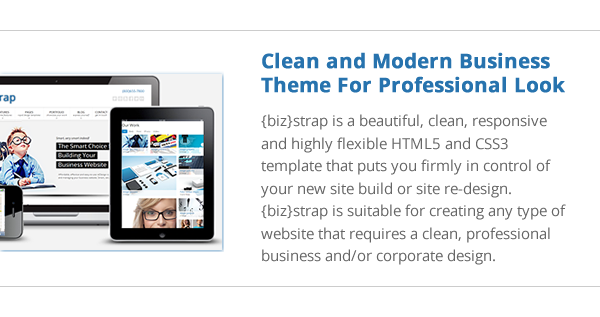 Clean and Modern Business
Theme For Professional Look
{biz}strap is a beautiful, clean, responsive
and highly flexible HTML5 and CSS3
template that puts you firmly in control of
your new site build or site re-design.
{biz}strap is suitable for creating any type of
website that requires a clean, professional
business and/or corporate design.
rap
The Smart Choice
Building Your
Business Website
Our Work